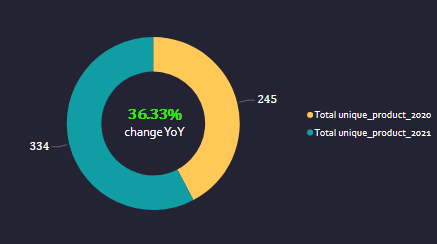 36.33%
change YoY
245
334
Total unique_product_2020
Total unique_product_2021